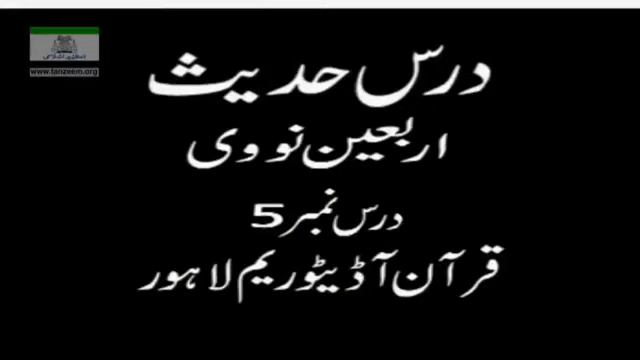 درس حدیث
اربعین نووی
درس نمبر 5
قرآن آڈیٹوریم لاہور
www.tanzeem.org